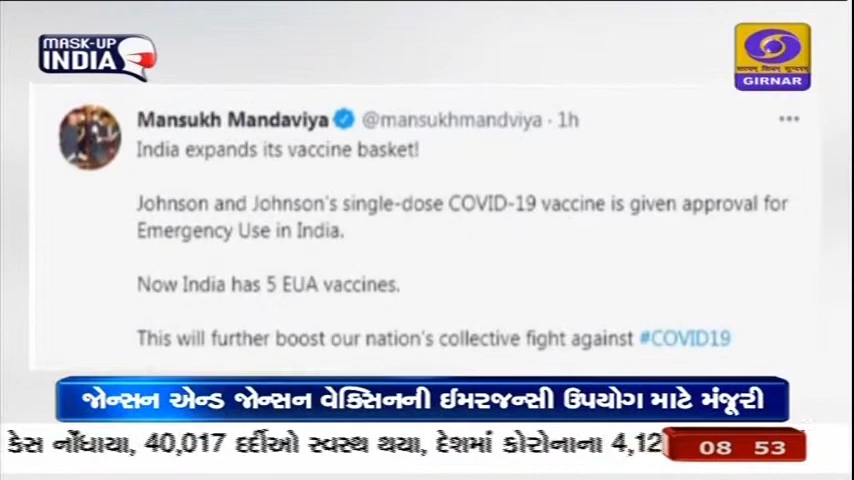 MASK-UP
INDIA
GIRNAR
Mansukh Mandaviya @mansukhmandviya · 1h
India expands its vaccine basket!
Johnson and Johnson's single-dose COVID-19 vaccine is given approval for
Emergency Use in India.
Now India has 5 EUA vaccines.
This will further boost our nation's collective fight against #COVID19
જોન્સન એન્ડ જોન્સન વેક્સિનની ઈમરજન્સી ઉપયોગ માટે મંજૂરી
કેસ નોંધાયા, 40,017 દર્દીઓ સ્વસ્થ થયા, દેશમાં કોરોનાના 4,12
08 53